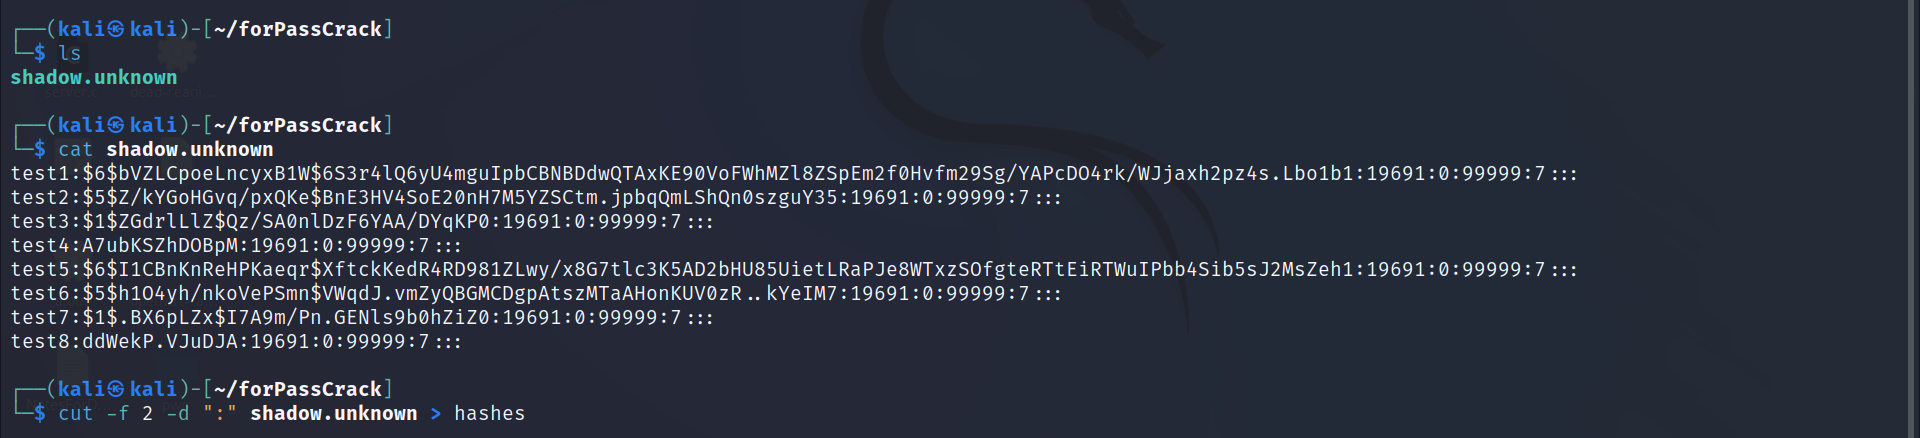 ┌──(kali㉿kali)-[~/forPassCrack]
└─$ ls
shadow.unknown
┌──(kali㉿kali)-[~/forPassCrack]
└─$ cat shadow.unknown
test1:$6$bVZLCpoeLncyxB1W$6S3r4lQ6yU4mguIpbCBNBDdwQTAxKE90VoFWhMZl8ZSpEm2f0Hvfm29Sg/YAPcDO4rk/WJjaxh2pz4s.Lbo1b1:19691:0:99999:7:::
test2:$5$Z/kYGoHGvq/pxQKe$BnE3HV4SoE20nH7M5YZSCtm.jpbqQmLShQn0szguY35:19691:0:99999:7:::
test3:$1$ZGdrlLlZ$Qz/SA0nlDzF6YAA/DYqKP0:19691:0:99999:7:::
test4:A7ubKSZhDOBpM:19691:0:99999:7:::
test5:$6$I1CBnKnReHPKaeqr$XftckKedR4RD981ZLwy/x8G7tlc3K5AD2bHU85UietLRaPJe8WTxzSOfgteRTtEiRTWuIPbb4Sib5sJ2MsZeh1:19691:0:99999:7:::
test6:$5$h1O4yh/nkoVePSmn$VWqdJ.vmZyQBGMCDgpAtszMTaAHonKUV0zR..kYeIM7:19691:0:99999:7:::
test7:$1$.BX6pLZx$I7A9m/Pn.GENls9b0hZiZ0:19691:0:99999:7:::
test8:ddWekP.VJuDJA:19691:0:99999:7:::
┌──(kali㉿kali)-[~/forPassCrack]
└─$ cut -f 2 -d ":" shadow.unknown > hashes